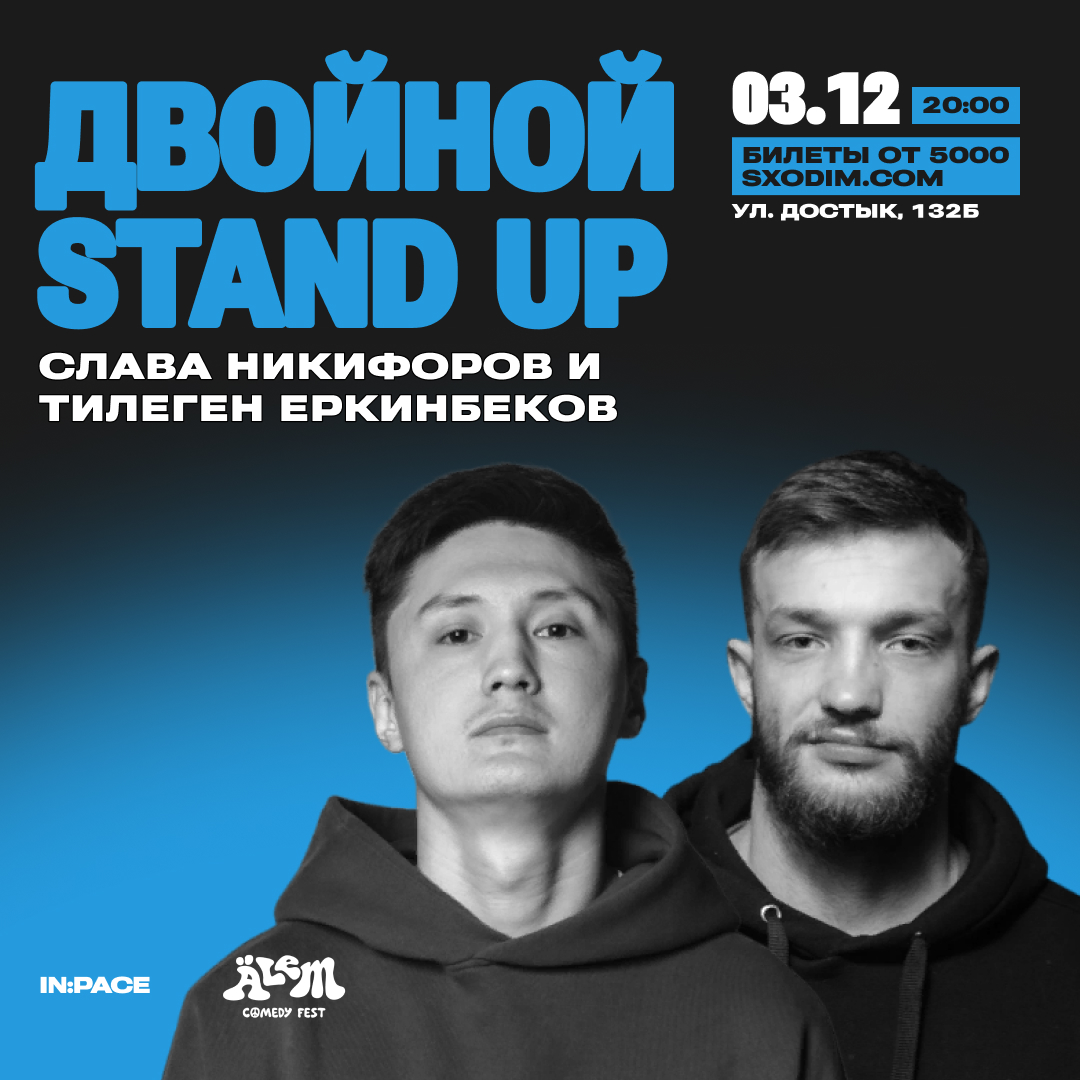 ДВОЙНОЙ
STAND UP
СЛАВА НИКИФОРОВ И
ТИЛЕГЕН ЕРКИНБЕКОВ
03.12 20:00
БИЛЕТЫ ОТ 5000
SXODIM.COM
УЛ. ДОСТЫК, 132Б
IN:PACE
ÄLEM
COMEDY FEST